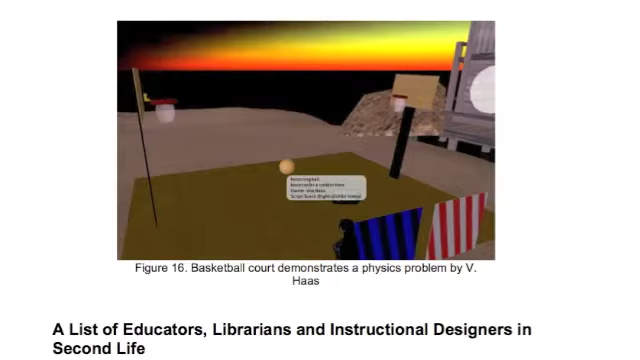 Figure 16. Basketball court demonstrates a physics problem by V.
Haas
A List of Educators, Librarians and Instructional Designers in
Second Life